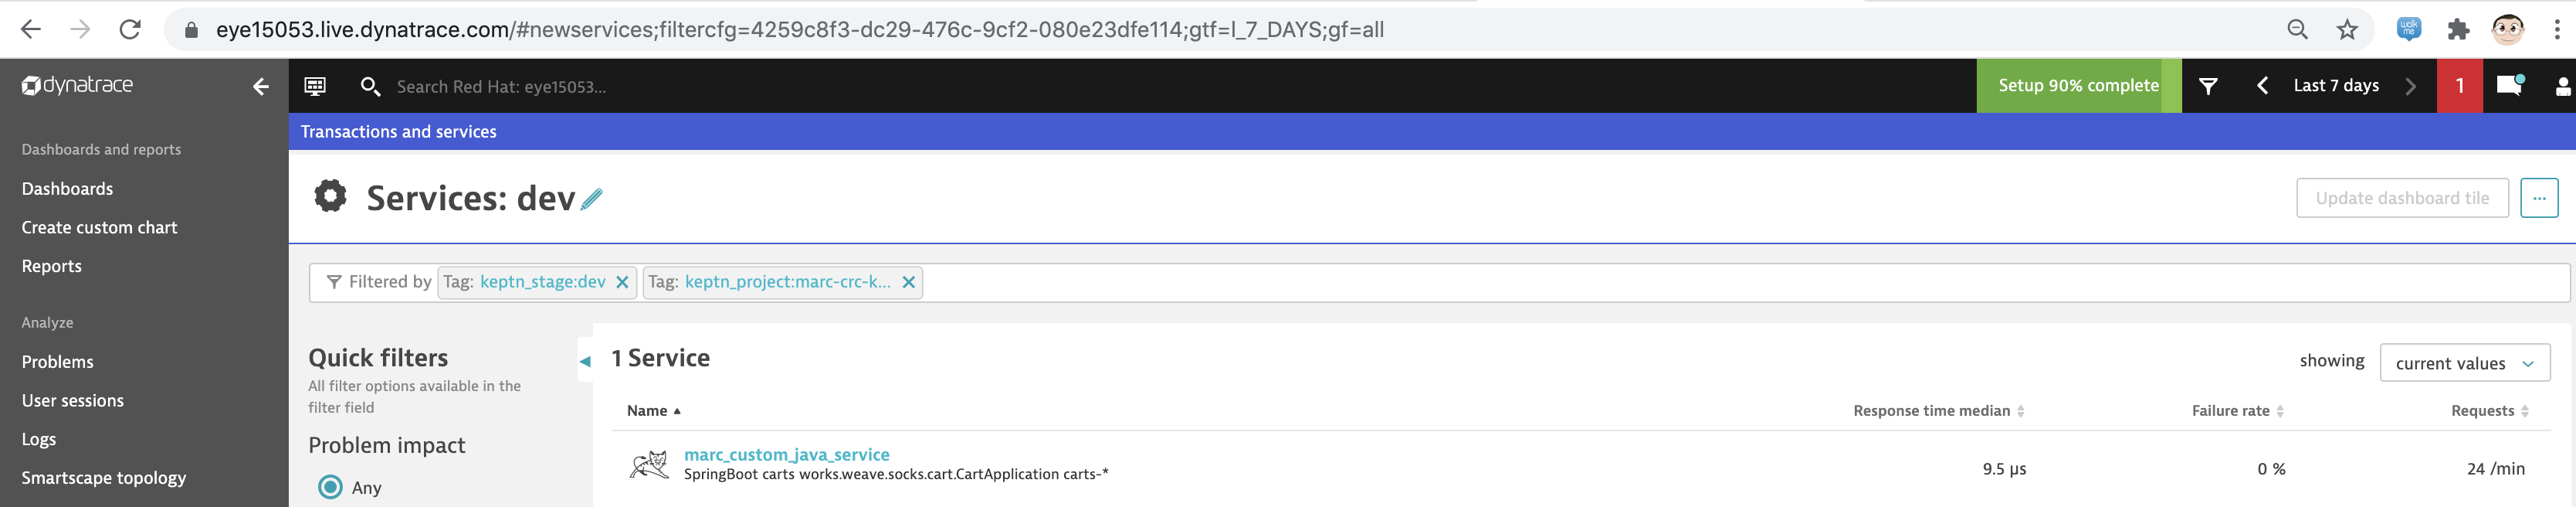 eye15053.live.dynatrace.com/#newservices;filtercfg=4259c8f3-dc29-476c-9cf2-080e23dfe114;gtf=l_7_DAYS;gf=all
walk me
dynatrace
Search Red Hat: eye15053...
Setup 90% complete
Last 7 days
1
Transactions and services
Dashboards and reports
Dashboards
Create custom chart
Reports
Analyze
Problems
User sessions
Logs
Smartscape topology
Services: dev
Update dashboard tile
...
Filtered by Tag: keptn_stage:dev Tag: keptn_project:marc-crc-k...
Quick filters
All filter options available in the
filter field
Problem impact
Any
1 Service
showing current values
Name Response time median Failure rate Requests
marc_custom_java_service
SpringBoot carts works.weave.socks.cart.CartApplication carts-*
9.5 µs 0 % 24 /min